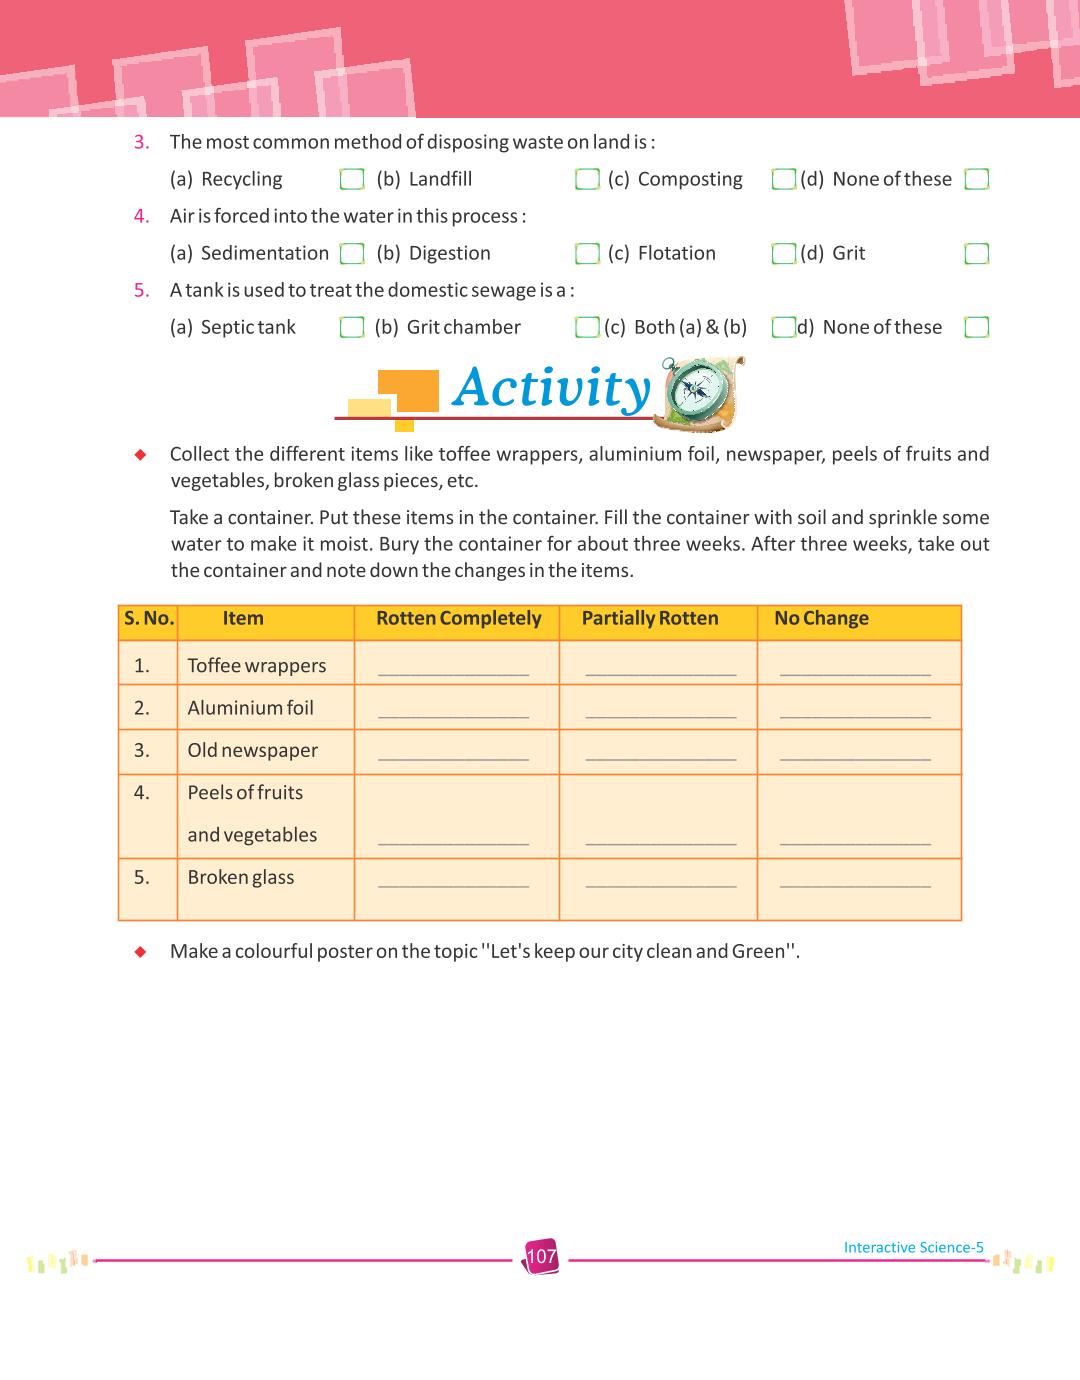 3. The most common method of disposing waste on land is :
(a) Recycling (b) Landfill (c) Composting (d) None of these
4. Air is forced into the water in this process :
(a) Sedimentation (b) Digestion (c) Flotation (d) Grit
5. A tank is used to treat the domestic sewage is a :
(a) Septic tank (b) Grit chamber (c) Both (a) & (b) d) None of these
Activity
Collect the different items like toffee wrappers, aluminium foil, newspaper, peels of fruits and
vegetables, broken glass pieces, etc.
Take a container. Put these items in the container. Fill the container with soil and sprinkle some
water to make it moist. Bury the container for about three weeks. After three weeks, take out
the container and note down the changes in the items.
S. No. Item Rotten Completely Partially Rotten No Change
1. Toffee wrappers ______________ ______________ ______________
2. Aluminium foil ______________ ______________ ______________
3. Old newspaper ______________ ______________ ______________
4. Peels of fruits
and vegetables ______________ ______________ ______________
5. Broken glass ______________ ______________ ______________
Make a colourful poster on the topic ''Let's keep our city clean and Green''.
107
Interactive Science-5